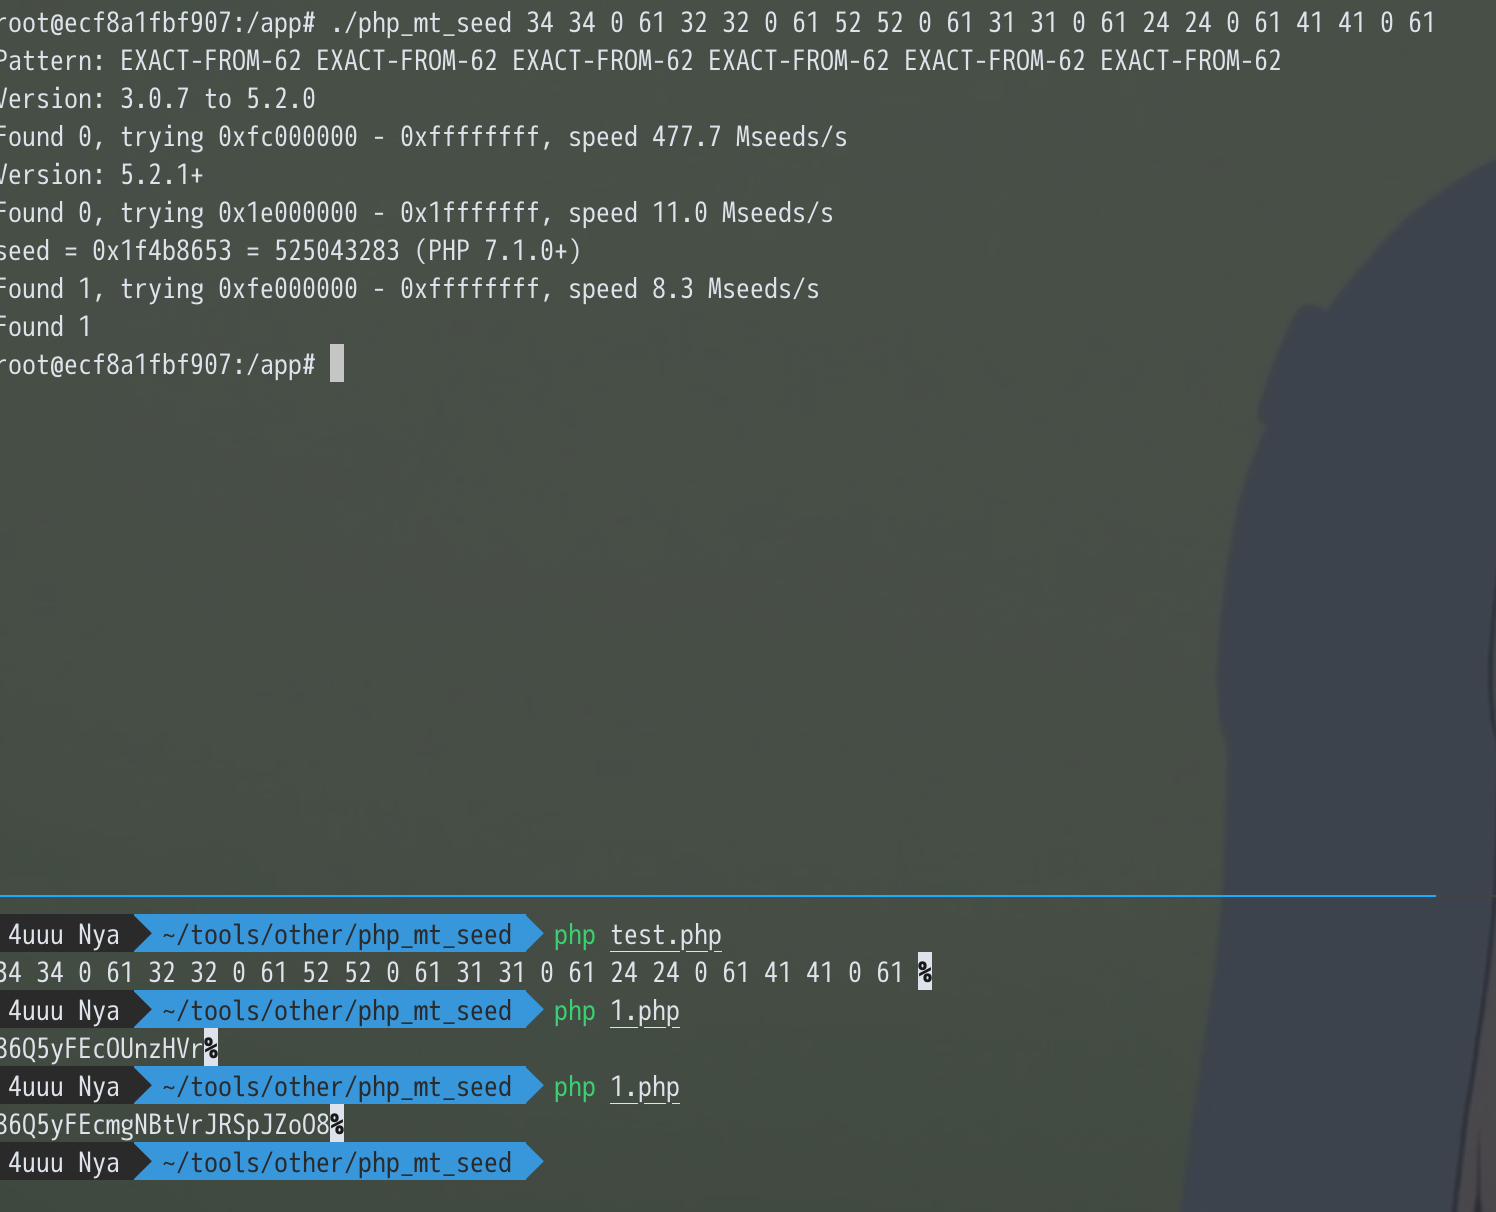 root@ecf8a1fbf907:/app# ./php_mt_seed 34 34 0 61 32 32 0 61 52 52 0 61 31 31 0 61 24 24 0 61 41 41 0 61
Pattern: EXACT-FROM-62 EXACT-FROM-62 EXACT-FROM-62 EXACT-FROM-62 EXACT-FROM-62 EXACT-FROM-62
Version: 3.0.7 to 5.2.0
Found 0, trying 0xfc000000 - 0xffffffff, speed 477.7 Mseeds/s
Version: 5.2.1+
Found 0, trying 0x1e000000 - 0x1fffffff, speed 11.0 Mseeds/s
seed = 0x1f4b8653 = 525043283 (PHP 7.1.0+)
Found 1, trying 0xfe000000 - 0xffffffff, speed 8.3 Mseeds/s
Found 1
root@ecf8a1fbf907:/app#
4uuu Nya ~/tools/other/php_mt_seed php test.php
34 34 0 61 32 32 0 61 52 52 0 61 31 31 0 61 24 24 0 61 41 41 0 61 %
4uuu Nya ~/tools/other/php_mt_seed php 1.php
86Q5yFEcOUnzHVr%
4uuu Nya ~/tools/other/php_mt_seed php 1.php
86Q5yFEcmgNBtVrJRSpJZoO8%
4uuu Nya ~/tools/other/php_mt_seed